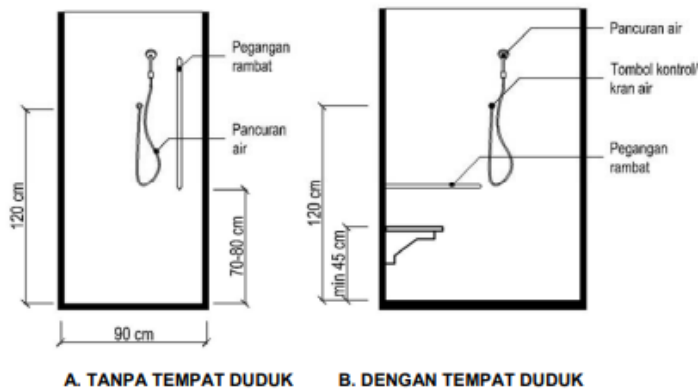 Pegangan
rambat
Pancuran
air
120 cm
70-80 cm
90 cm
A. TANPA TEMPAT DUDUK
Pancuran air
Tombol kontrol/
kran air
Pegangan
rambat
120 cm
min 45 cm
B. DENGAN TEMPAT DUDUK